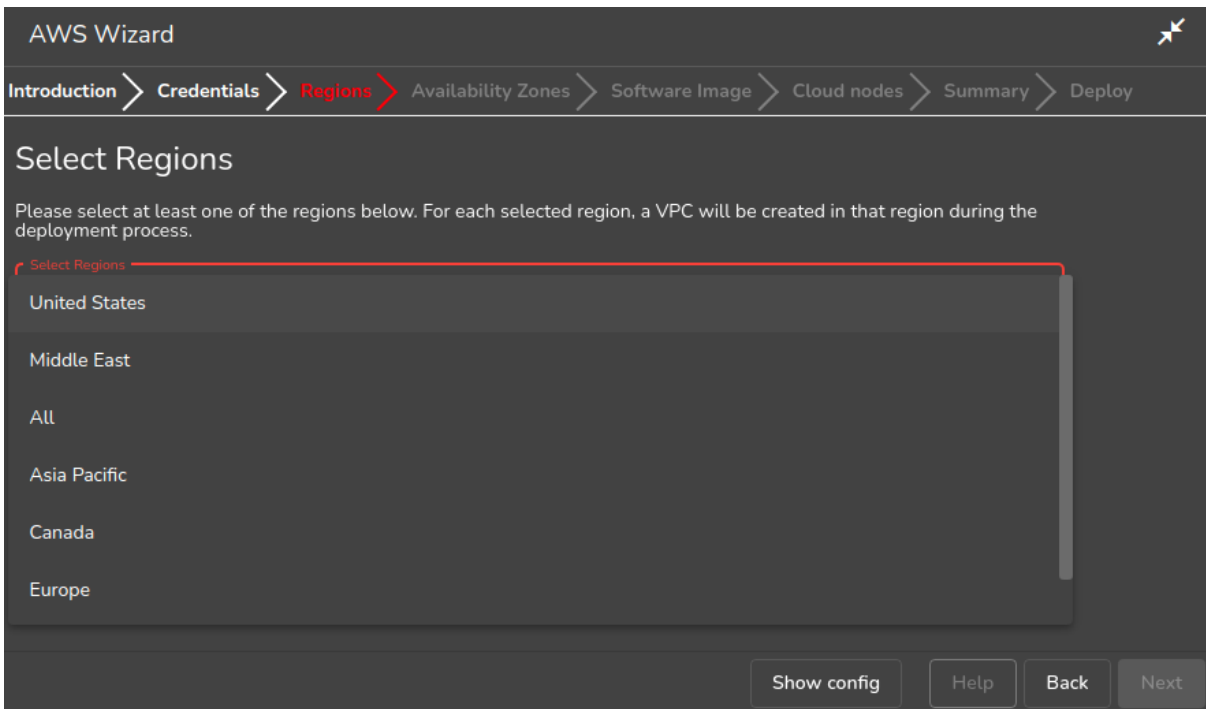 AWS Wizard
Introduction Credentials Regions Availability Zones Software Image Cloud nodes Summary Deploy
Select Regions
Please select at least one of the regions below. For each selected region, a VPC will be created in that region during the
deployment process.
Select Regions
United States
Middle East
All
Asia Pacific
Canada
Europe
Show config Help Back Next